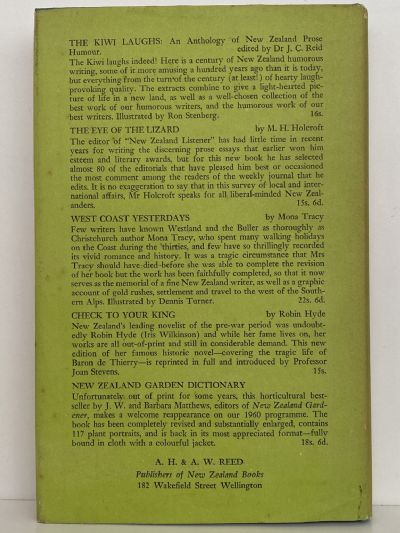 THE KIWI LAUGHS: An Anthology of New Zealand Prose
Humour. edited by Dr J. C. Reid
The Kiwi laughs indeed! Here is a century of New Zealand humorous
writing, some of it more amusing a hundred years ago than it is today,
but everything from the turn of the century (at least!) of hearty laugh-
provoking quality. The extracts combine to give a light-hearted pic-
ture of life in a new land, as well as a well-chosen collection of the
best work of our humorous writers, and the humorous work of our
best writers. Illustrated by Ron Stenberg. 16s.
THE EYE OF THE LIZARD by M. H. Holcroft
The editor of "New Zealand Listener" has had little time in recent
years for writing the discerning prose essays that earlier won him
esteem and literary awards, but for this new book he has selected
almost 80 of the editorials that have pleased him best or occasioned
the most comment among the readers of the weekly journal that he
edits. It is no exaggeration to say that in this survey of local and inter-
national affairs, Mr Holcroft speaks for all liberal-minded New Zeal-
anders. 15s. 6d.
WEST COAST YESTERDAYS by Mona Tracy
Few writers have known Westland and the Buller as thoroughly as
Christchurch author Mona Tracy, who spent many walking holidays
on the Coast during the 'thirties, and few have so thrillingly recorded
its vivid romance and history. It was a tragic circumstance that Mrs
Tracy should have died before she was able to complete the revision
of her book but the work has been faithfully completed, so that it now
serves as the memorial of a fine New Zealand writer, as well as a graphic
account of gold rushes, settlement and travel to the west of the South-
ern Alps. Illustrated by Dennis Turner. 22s. 6d.
CHECK TO YOUR KING by Robin Hyde
New Zealand's leading novelist of the pre-war period was undoubt-
edly Robin Hyde (Iris Wilkinson) and while her fame lives on, her
works are all out-of-print and still in considerable demand. This new
edition of her famous historic novel—covering the tragic life of
Baron de Thierry—is reprinted in full and introduced by Professor
Joan Stevens. 15s.
NEW ZEALAND GARDEN DICTIONARY
Unfortunately out of print for some years, this horticultural best-
seller by J. W. and Barbara Matthews, editors of New Zealand Gard-
ener, makes a welcome reappearance on our 1960 programme. The
book has been completely revised and substantially enlarged, contains
117 plant portraits, and is back in its most appreciated format—fully
bound in cloth with a colourful jacket. 18s. 6d.
A. H. & A. W. REED
Publishers of New Zealand Books
182 Wakefield Street Wellington